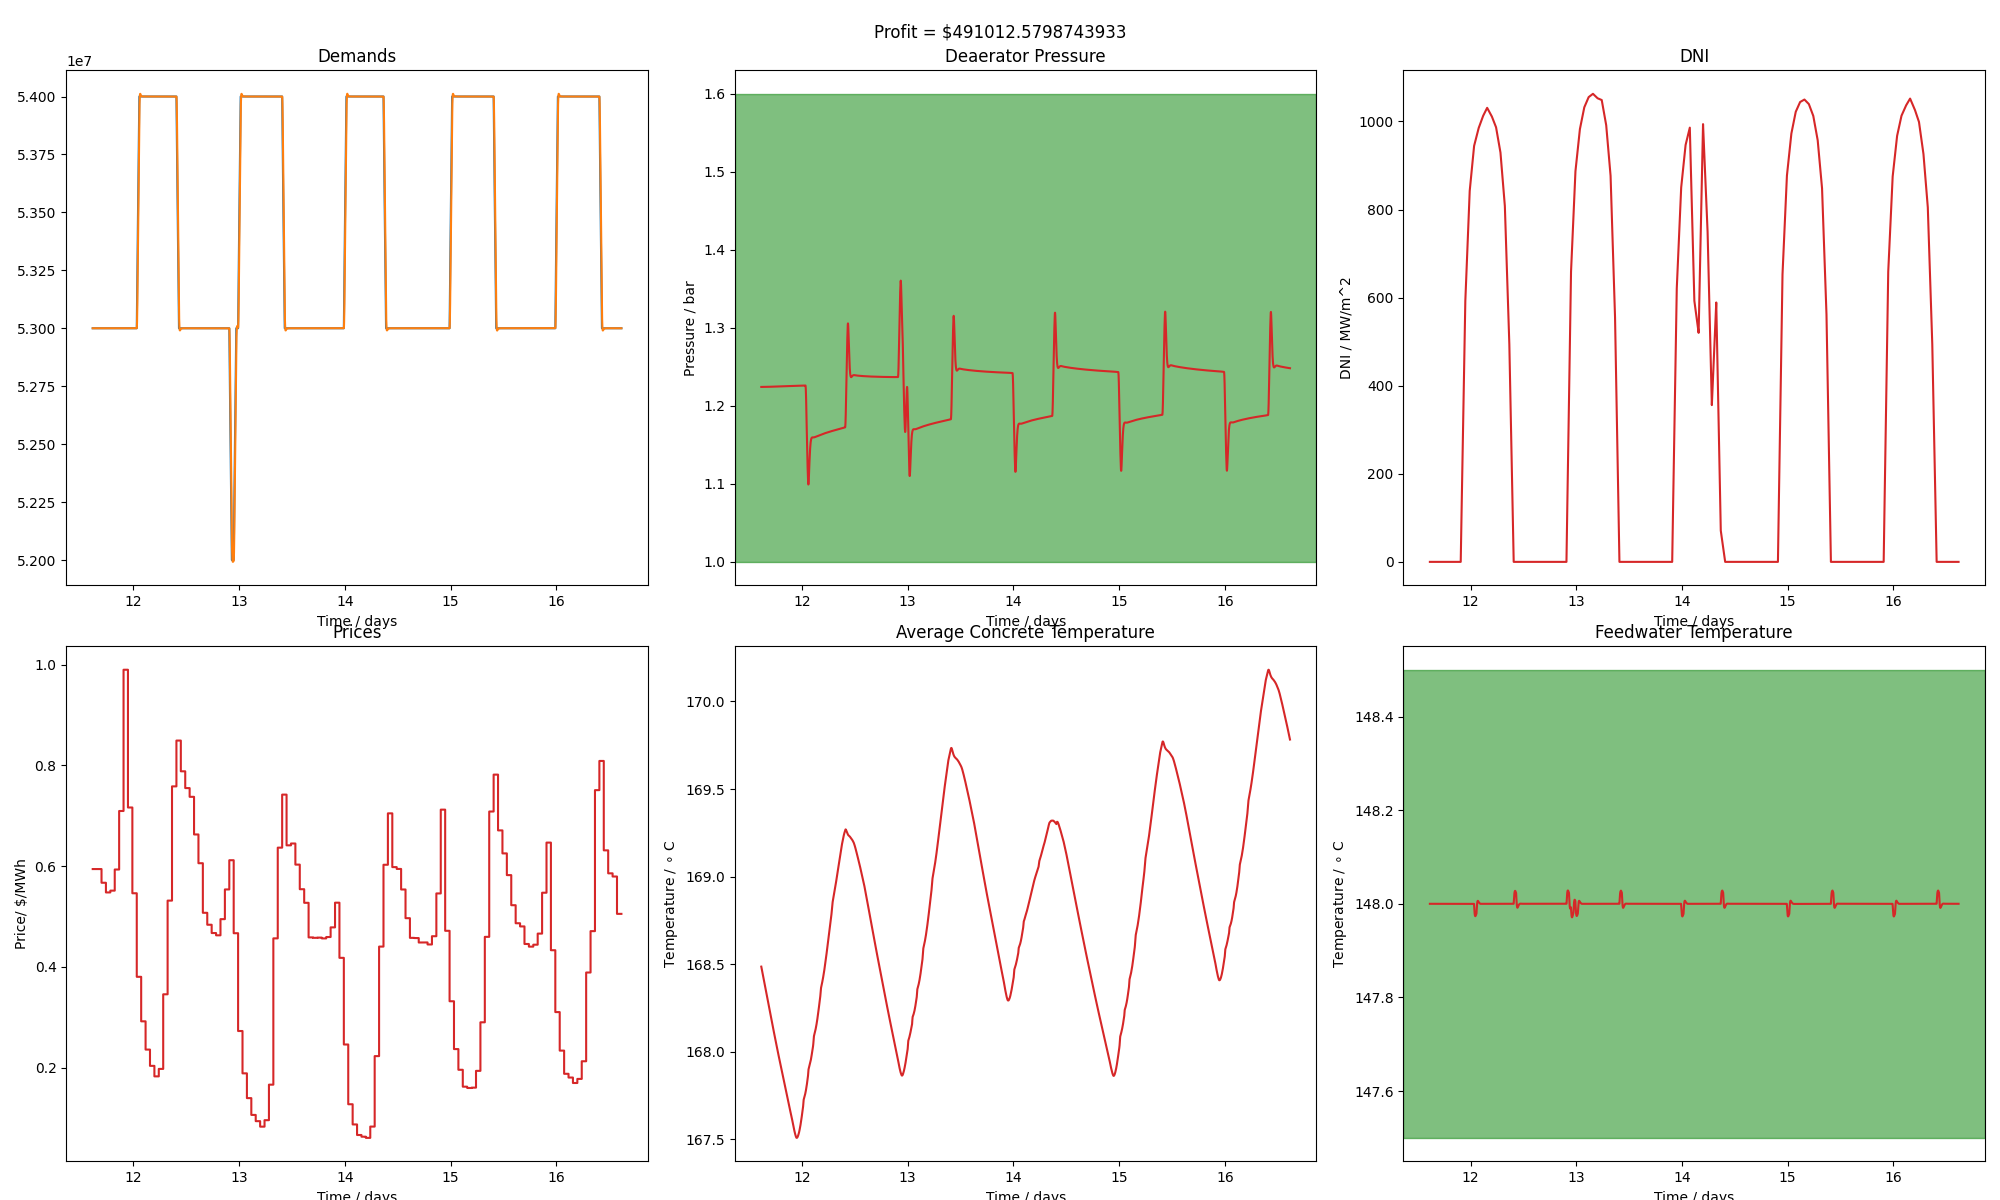 Profit = $491012.5798743933
Demands
1e7
5.400
5.375
5.350
5.325
5.300
5.275
5.250
5.225
5.200
12 13 14 15 16
Time / days
Deaerator Pressure
Pressure / bar
1.6
1.5
1.4
1.3
1.2
1.1
1.0
12 13 14 15 16
Time / days
DNI
DNI / MW/m^2
1000
800
600
400
200
0
12 13 14 15 16
Time / days
Prices
Price/ $/MWh
1.0
0.8
0.6
0.4
0.2
12 13 14 15 16
Time / days
Average Concrete Temperature
Temperature / ∘ C
170.0
169.5
169.0
168.5
168.0
167.5
12 13 14 15 16
Time / days
Feedwater Temperature
Temperature / ∘ C
148.4
148.2
148.0
147.8
147.6
12 13 14 15 16
Time / days